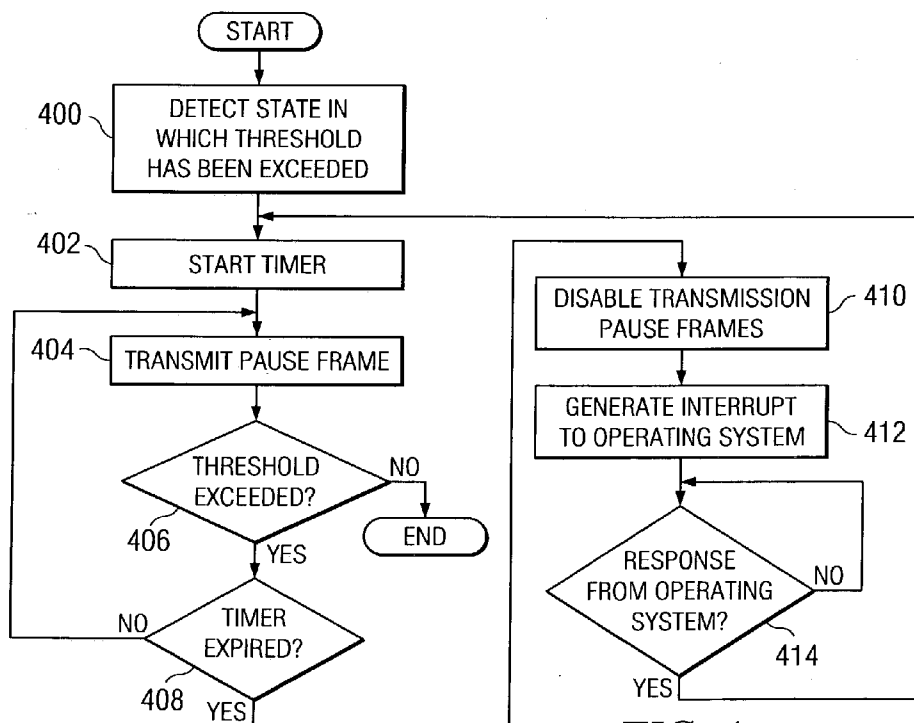 START
400
DETECT STATE IN
WHICH THRESHOLD
HAS BEEN EXCEEDED
402
START TIMER
404
TRANSMIT PAUSE FRAME
THRESHOLD
EXCEEDED?
NO
406
YES
END
TIMER
EXPIRED?
NO
408
YES
DISABLE TRANSMISSION
PAUSE FRAMES
410
GENERATE INTERRUPT
TO OPERATING SYSTEM
412
RESPONSE
FROM OPERATING
SYSTEM?
NO
414
YES